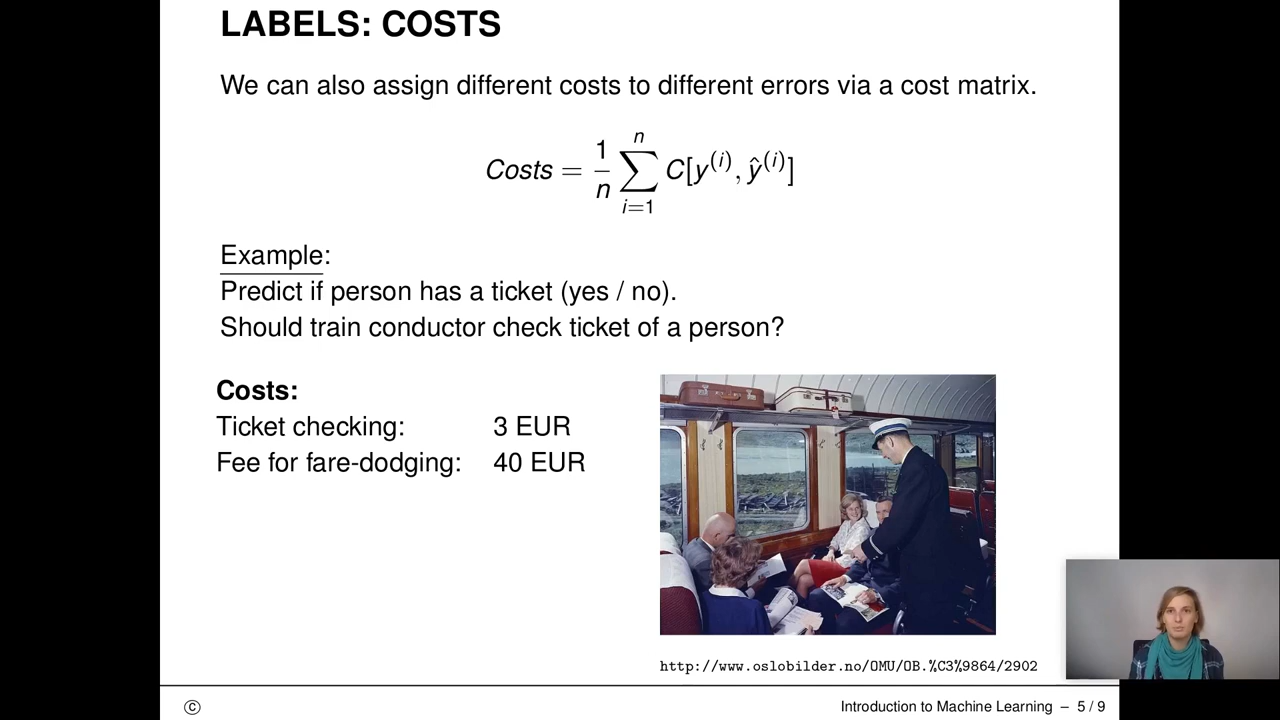 LABELS: COSTS
We can also assign different costs to different errors via a cost matrix.
Costs = \frac{1}{n} \sum_{i=1}^{n} C[y^{(i)}, \hat{y}^{(i)}]
Example:
Predict if person has a ticket (yes / no).
Should train conductor check ticket of a person?
Costs:
Ticket checking: 3 EUR
Fee for fare-dodging: 40 EUR
http://www.oslobilder.no/OMU/OB.%C3%9864/2902
© Introduction to Machine Learning – 5 / 9